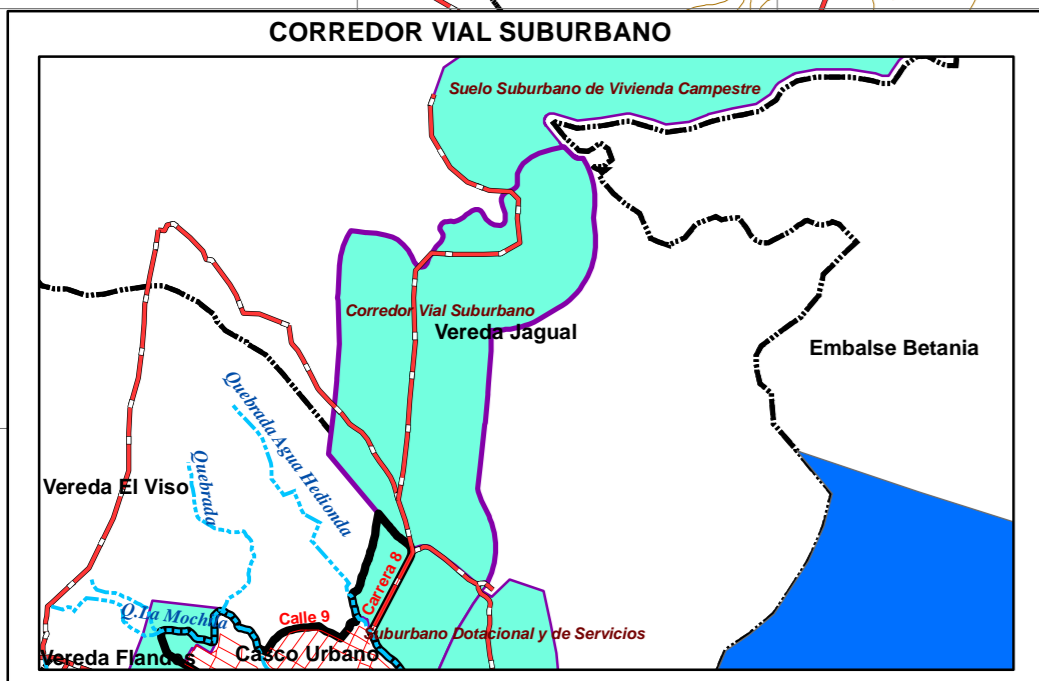 CORREDOR VIAL SUBURBANO
Suelo Suburbano de Vivienda Campestre
Corredor Vial Suburbano
Vereda Jagual
Embalse Betania
Quebrada Agua Hedionda
Quebrada
Vereda El Viso
Carrera 8
Q.La Mochila
Calle 9
Suburbano Dotacional y de Servicios
Casco Urbano
Vereda Flandes